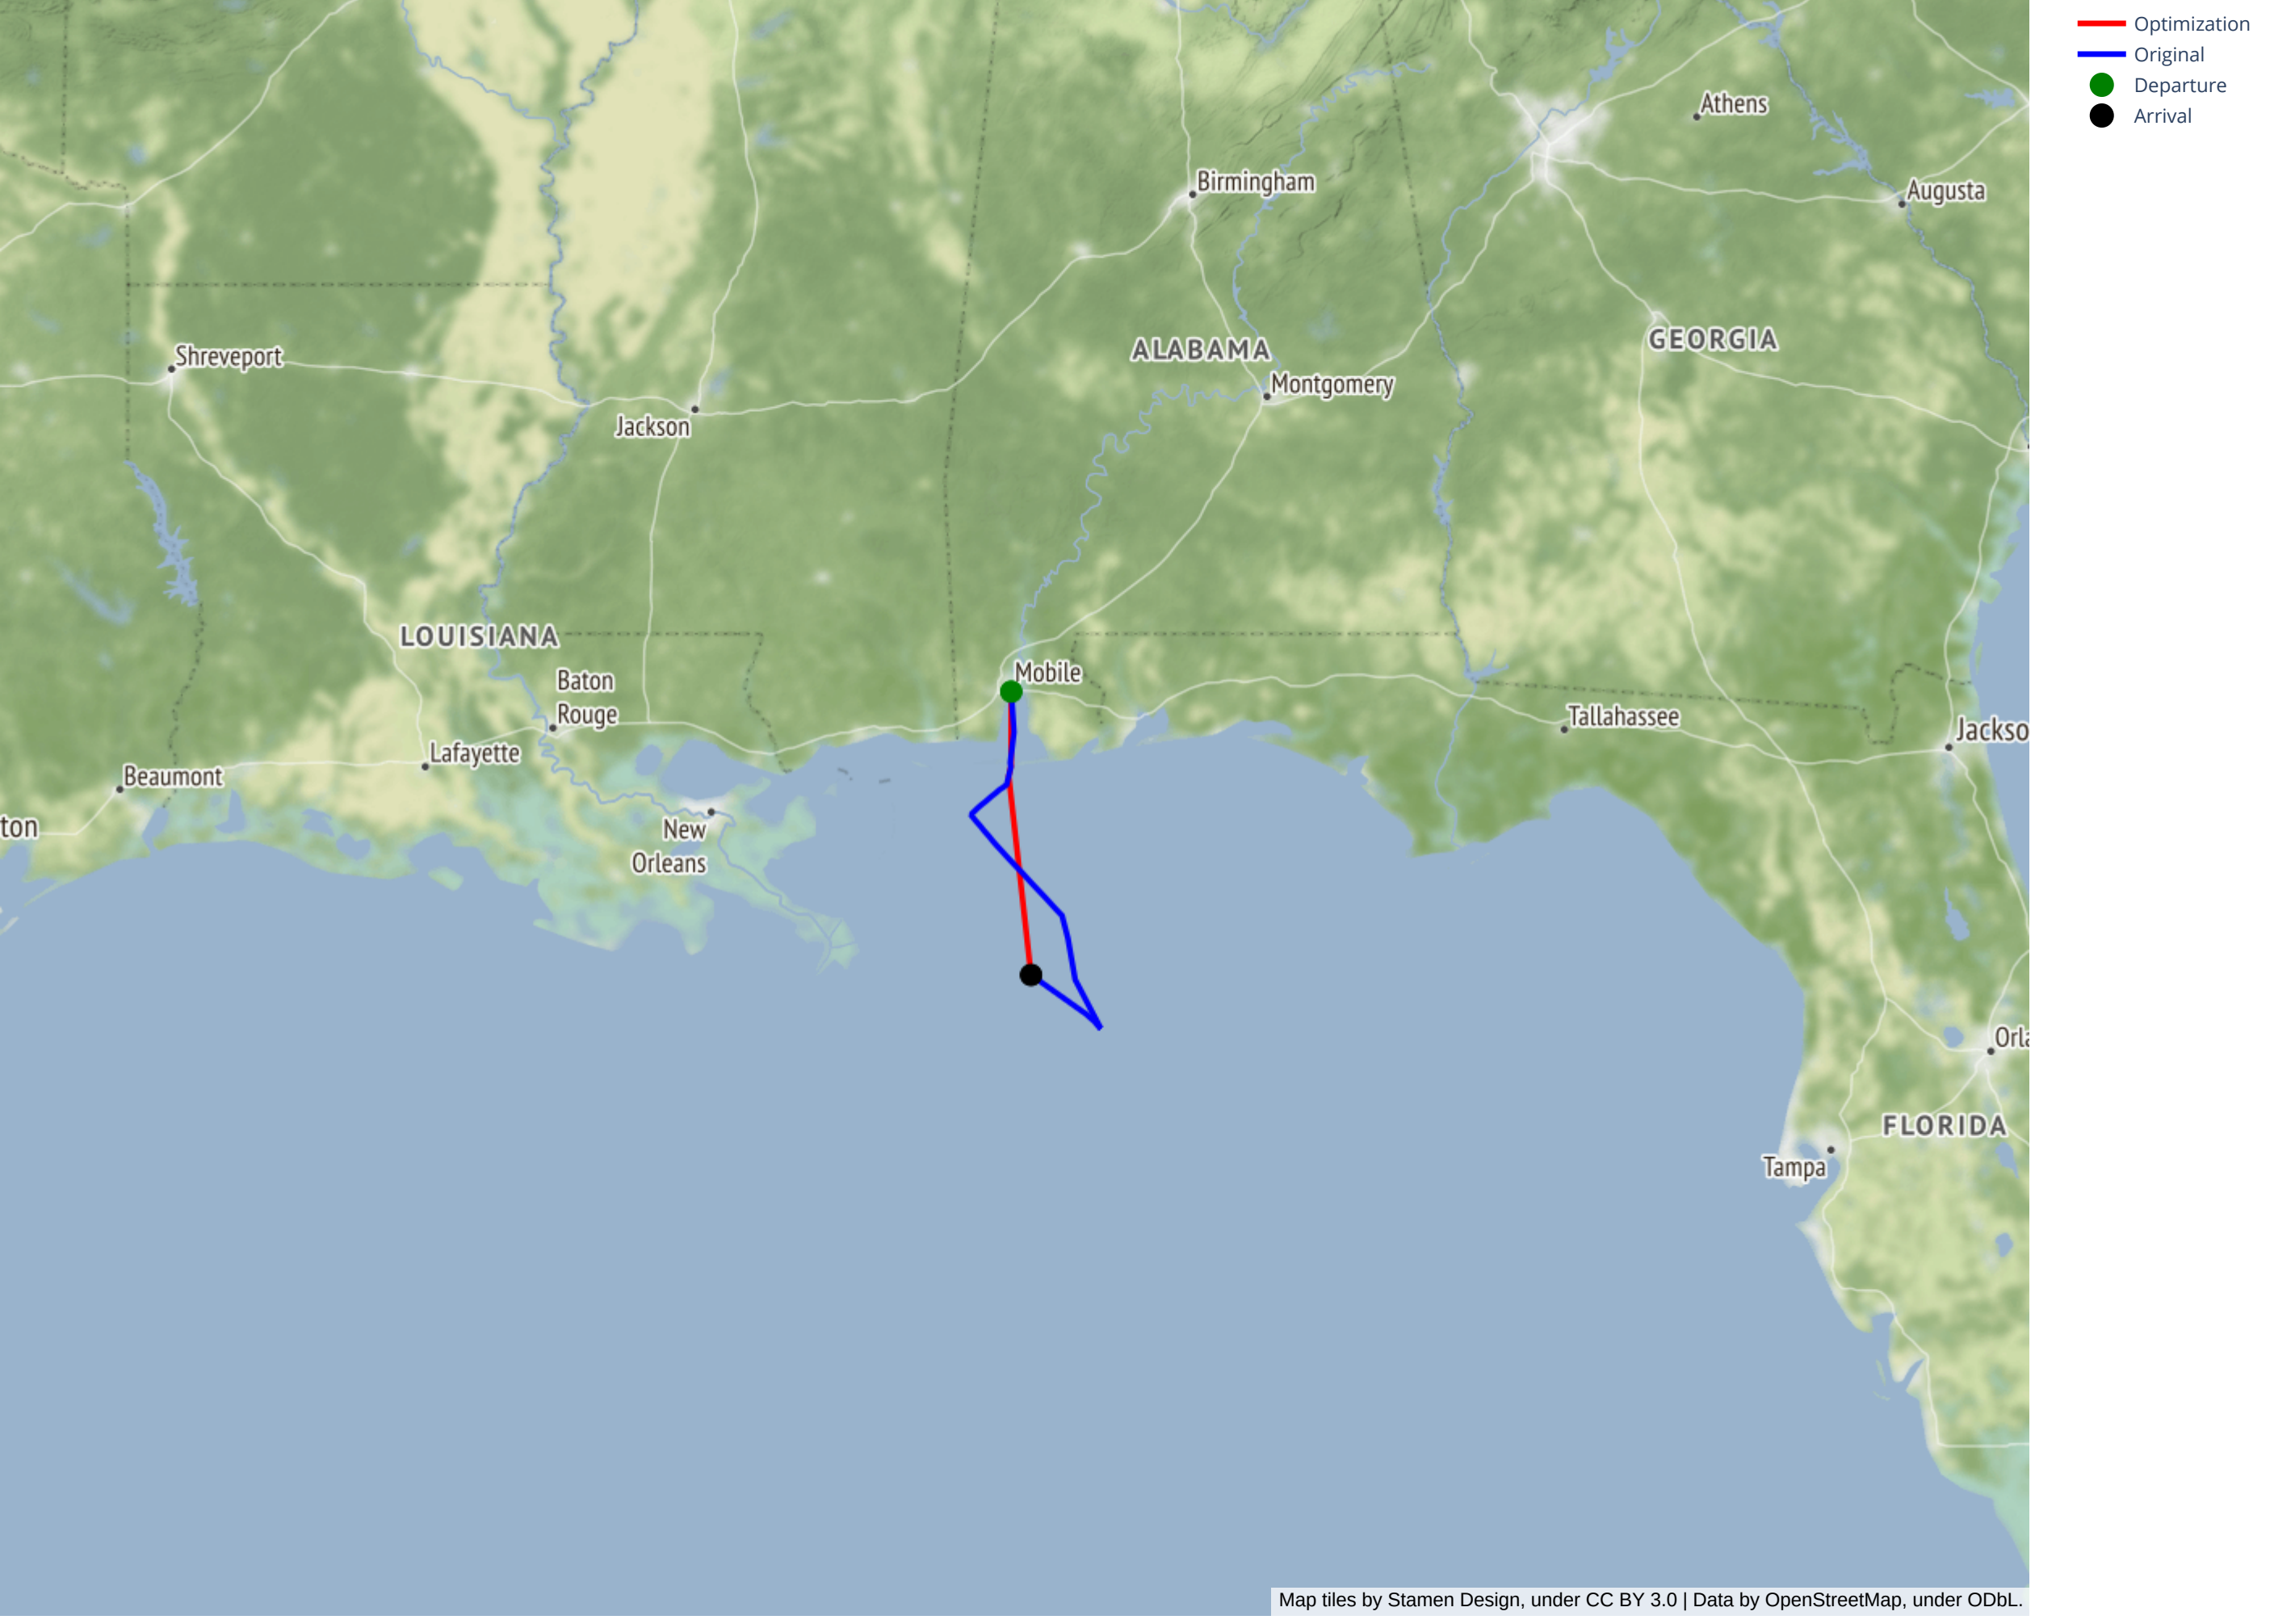 Optimization
Original
Departure
Arrival
Athens
Birmingham
Augusta
ALABAMA
GEORGIA
Shreveport
Montgomery
Jackson
LOUISIANA
Mobile
Baton
Rouge
Tallahassee
Jackso
Lafayette
Beaumont
ton
New
Orleans
Orla
FLORIDA
Tampa
Map tiles by Stamen Design, under CC BY 3.0 | Data by OpenStreetMap, under ODbL.